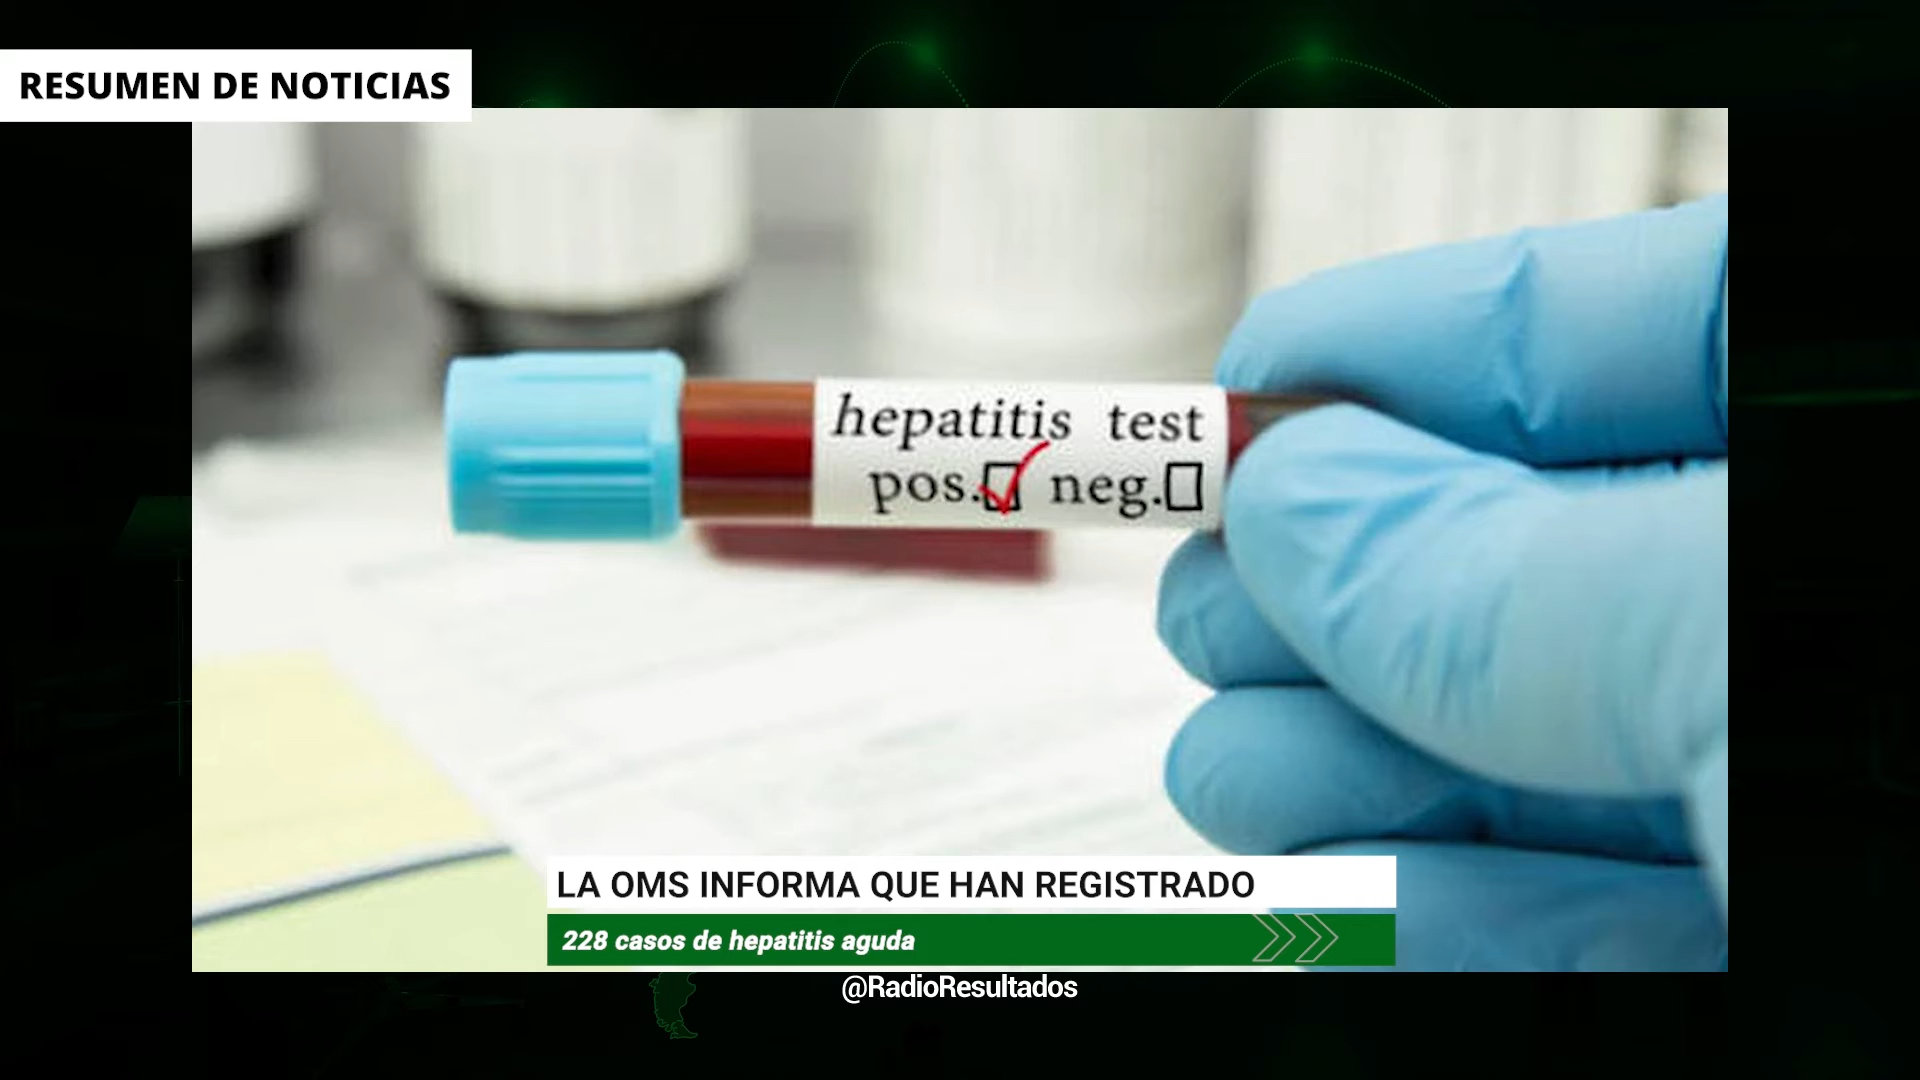 RESUMEN DE NOTICIAS
hepatitis test
pos. neg.
LA OMS INFORMA QUE HAN REGISTRADO
228 casos de hepatitis aguda
@RadioResultados